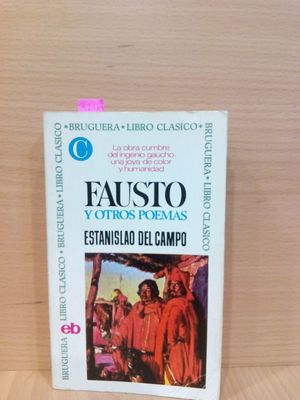 • BRUGUERA • LIBRO CLASICO •
BRUGUERA • LIBRO CLASICO •
BRUGUERA • LIBRO CLASICO
C
La obra cumbre
del ingenio gaucho:
una joya de color
y humanidad
FAUSTO
Y OTROS POEMAS
ESTANISLAO DEL CAMPO
eb
BRUGUERA